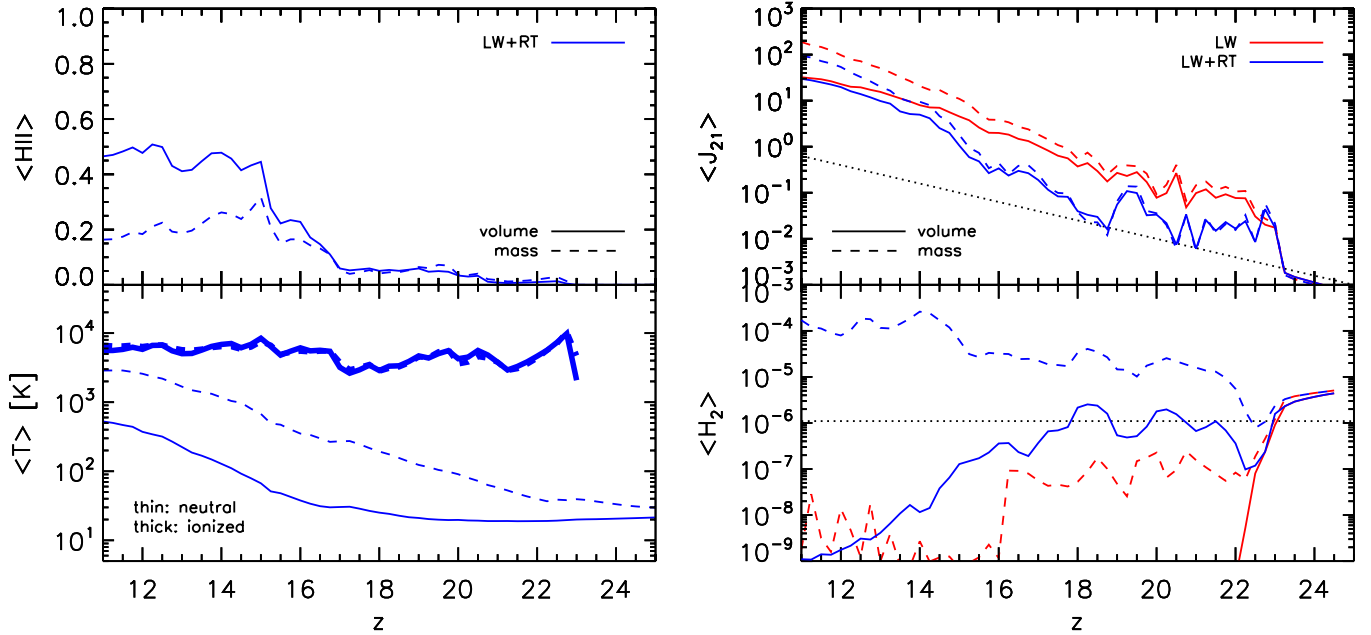 1.0
0.8
0.6
0.4
0.2
0.0
<HII>
LW+RT
volume
mass
10^4
10^3
10^2
10^1
<T> [K]
thin: neutral
thick: ionized
12 14 16 18 20 22 24
z
10^3
10^2
10^1
10^0
10^-1
10^-2
10^-3
<J_21>
LW
LW+RT
volume
mass
10^-3
10^-4
10^-5
10^-6
10^-7
10^-8
10^-9
<H_2>
12 14 16 18 20 22 24
z